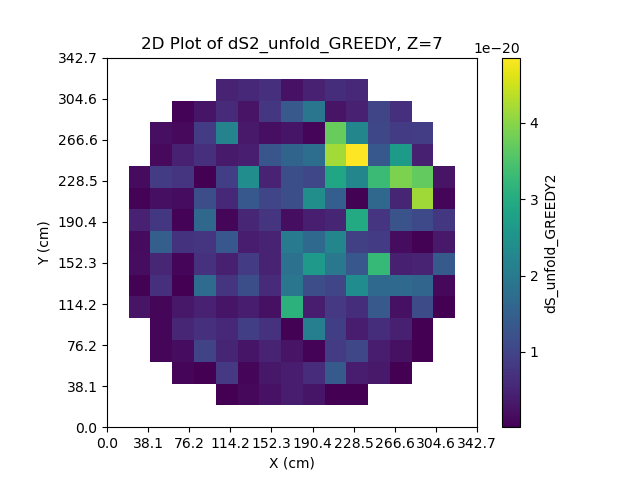 2D Plot of dS2_unfold_GREEDY, Z=7
1e−20
342.7
304.6
266.6
228.5
190.4
152.3
114.2
76.2
38.1
0.0
Y (cm)
0.0 38.1 76.2 114.2 152.3 190.4 228.5 266.6 304.6 342.7
X (cm)
4
3
2
1
dS_unfold_GREEDY2